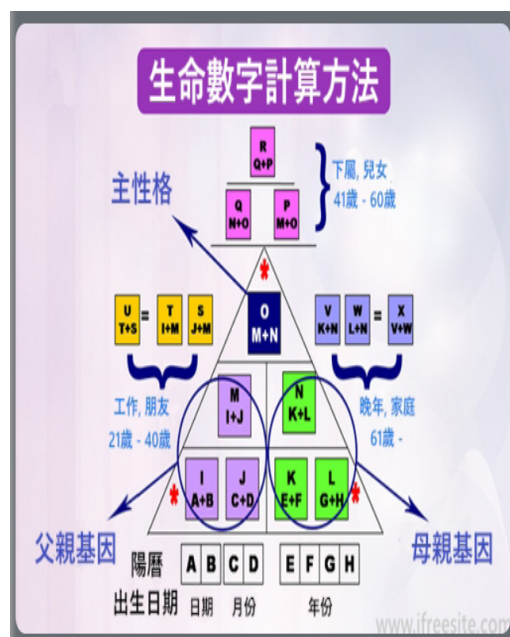 生命數字計算方法
R
Q+P
下屬, 兒女
41歲 - 60歲
主性格
Q
N+O
P
M+O
*
O
M+N
U
T+S
=
T
I+M
S
J+M
V
K+N
W
L+N
=
X
V+W
工作, 朋友
21歲 - 40歲
M
I+J
N
K+L
晚年, 家庭
61歲 -
*
I
A+B
J
C+D
K
E+F
L
G+H
*
父親基因
母親基因
陽曆
出生日期
A B C D E F G H
日期 月份 年份
www.ifreesite.com